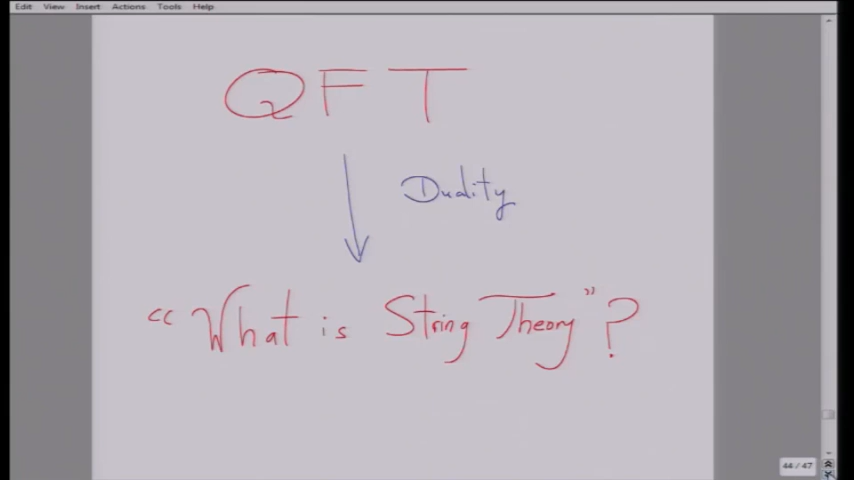 Edit View Insert Actions Tools Help
QFT
Duality
"What is String Theory"?
44 / 47